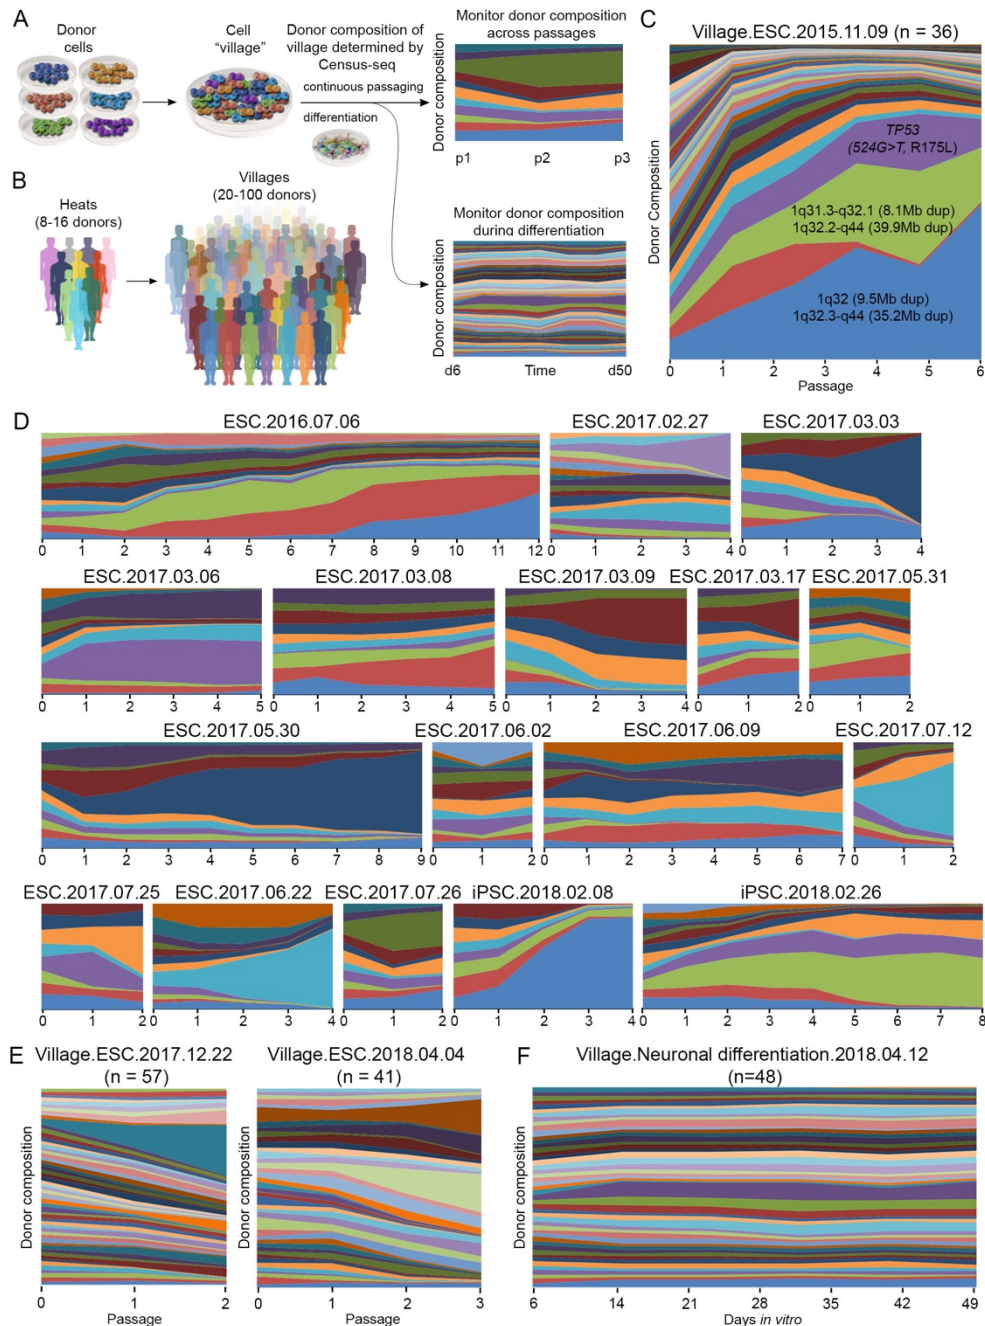 A
Donor
cells
Cell
"village"
Donor composition of
village determined by
Census-seq
continuous passaging
differentiation
Monitor donor composition
across passages
Donor composition
p1 p2 p3
B
Heats
(8-16 donors)
Villages
(20-100 donors)
Monitor donor composition
during differentiation
Donor composition
d6 Time d50
C
Village.ESC.2015.11.09 (n = 36)
Donor Composition
TP53
(524G>T, R175L)
1q31.3-q32.1 (8.1Mb dup)
1q32.2-q44 (39.9Mb dup)
1q32 (9.5Mb dup)
1q32.3-q44 (35.2Mb dup)
0 1 2 3 4 5 6
Passage
D
ESC.2016.07.06
0 1 2 3 4 5 6 7 8 9 10 11 12
ESC.2017.02.27
0 1 2 3 4
ESC.2017.03.03
0 1 2 3 4
ESC.2017.03.06
0 1 2 3 4 5
ESC.2017.03.08
0 1 2 3 4 5
ESC.2017.03.09
0 1 2 3 4
ESC.2017.03.17
0 1 2
ESC.2017.05.31
0 1 2
ESC.2017.05.30
0 1 2 3 4 5 6 7 8 9
ESC.2017.06.02
0 1 2
ESC.2017.06.09
0 1 2 3 4 5 6 7
ESC.2017.07.12
0 1 2
ESC.2017.07.25
0 1 2
ESC.2017.06.22
0 1 2 3 4
ESC.2017.07.26
0 1 2
iPSC.2018.02.08
0 1 2 3 4
iPSC.2018.02.26
0 1 2 3 4 5 6 7 8
E
Village.ESC.2017.12.22
(n = 57)
Donor composition
0 1 2
Passage
Village.ESC.2018.04.04
(n = 41)
Donor composition
0 1 2 3
Passage
F
Village.Neuronal differentiation.2018.04.12
(n=48)
Donor composition
6 14 21 28 35 42 49
Days in vitro